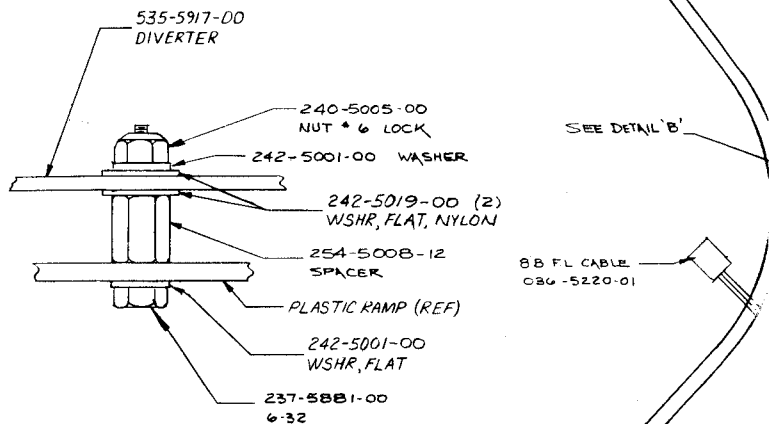 535-5917-00
DIVERTER
240-5005-00
NUT #6 LOCK
242-5001-00 WASHER
242-5019-00 (2)
WSHR, FLAT, NYLON
254-5008-12
SPACER
PLASTIC RAMP (REF)
242-5001-00
WSHR, FLAT
237-5881-00
6-32
SEE DETAIL 'B'
8B FL CABLE
036-5220-01